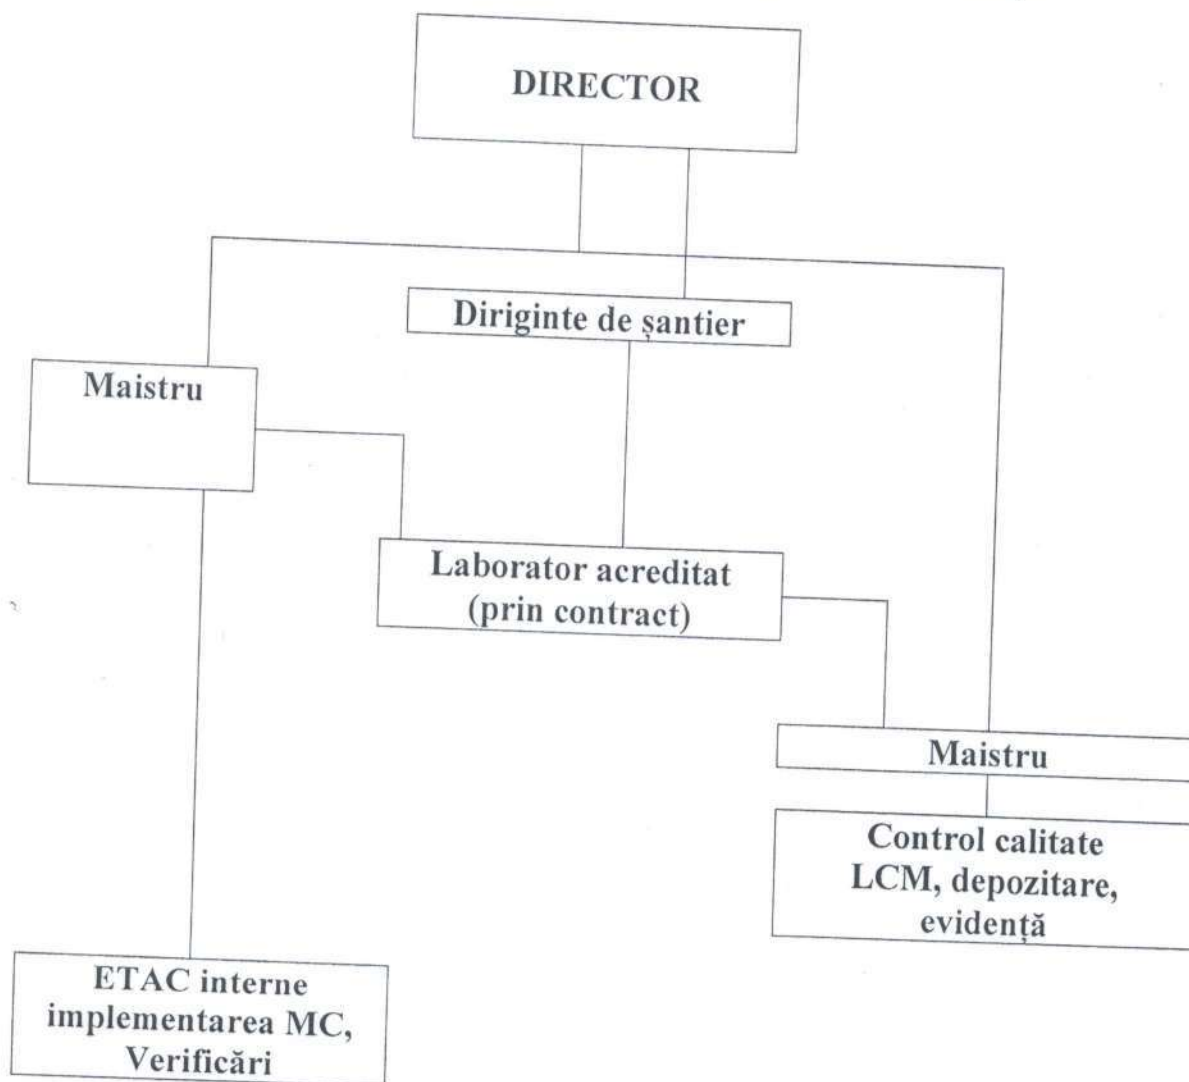 DIRECTOR
Diriginte de șantier
Maistru
Laborator acreditat
(prin contract)
Maistru
Control calitate
LCM, depozitare,
evidență
ETAC interne
implementarea MC,
Verificări